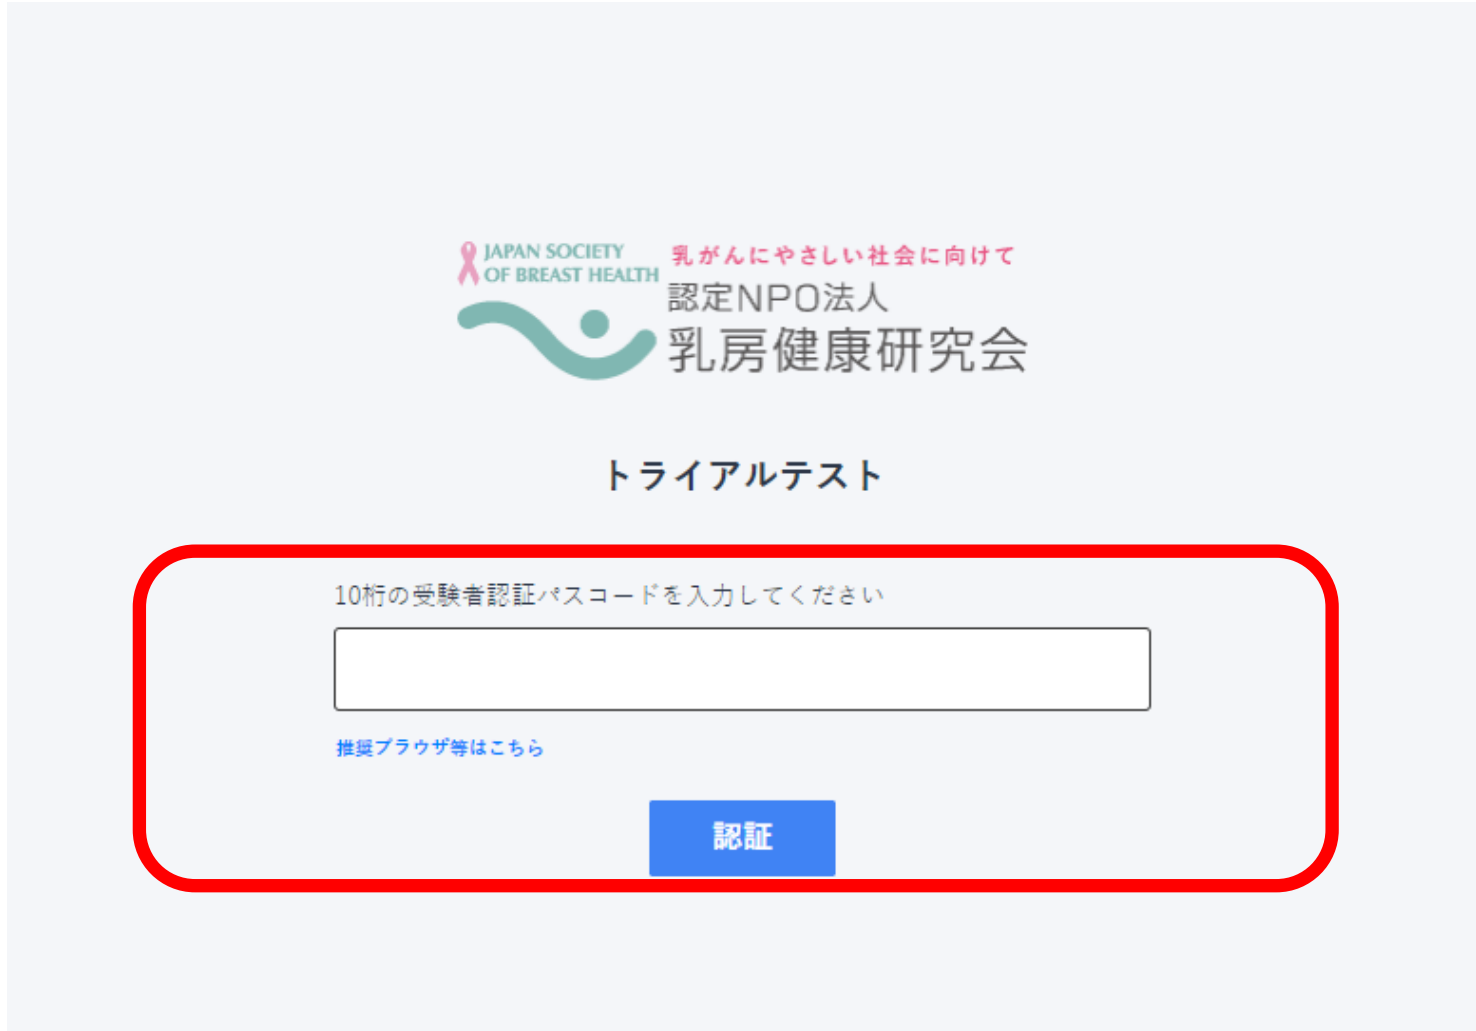 JAPAN SOCIETY
OF BREAST HEALTH
乳がんにやさしい社会に向けて
認定NPO法人
乳房健康研究会
トライアルテスト
10桁の受験者認証パスコードを入力してください
推奨ブラウザ等はこちら
認証